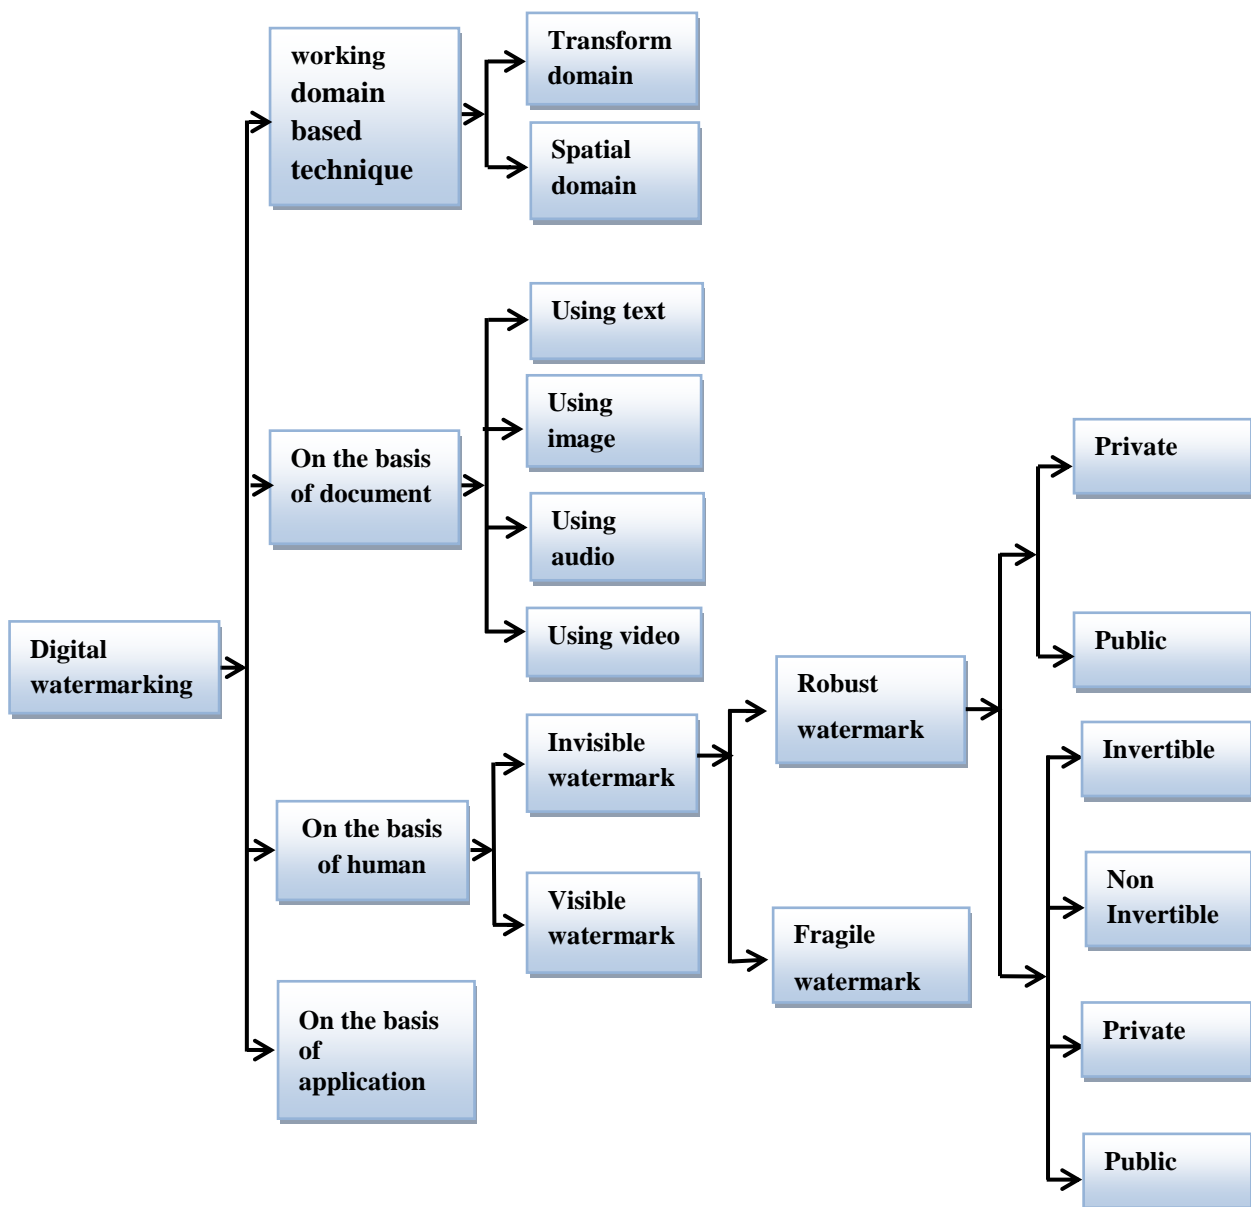 working
domain
based
technique
Transform
domain
Spatial
domain
Using text
Using
image
On the basis
of document
Using
audio
Using video
Private
Public
Digital
watermarking
Robust
watermark
Invisible
watermark
Invertible
On the basis
of human
Visible
watermark
Non
Invertible
Fragile
watermark
On the basis
of
application
Private
Public